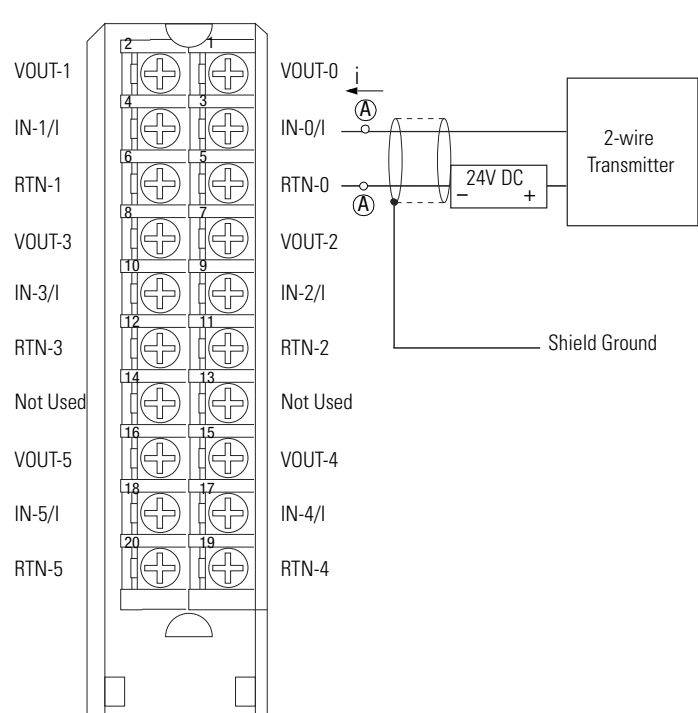 2 1
VOUT-1 VOUT-0 i
4 3 A
IN-1/I IN-0/I 2-wire
Transmitter
6 5
RTN-1 RTN-0 24V DC
– +
8 7 A
VOUT-3 VOUT-2
10 9
IN-3/I IN-2/I
12 11
RTN-3 RTN-2 Shield Ground
14 13
Not Used Not Used
16 15
VOUT-5 VOUT-4
18 17
IN-5/I IN-4/I
20 19
RTN-5 RTN-4